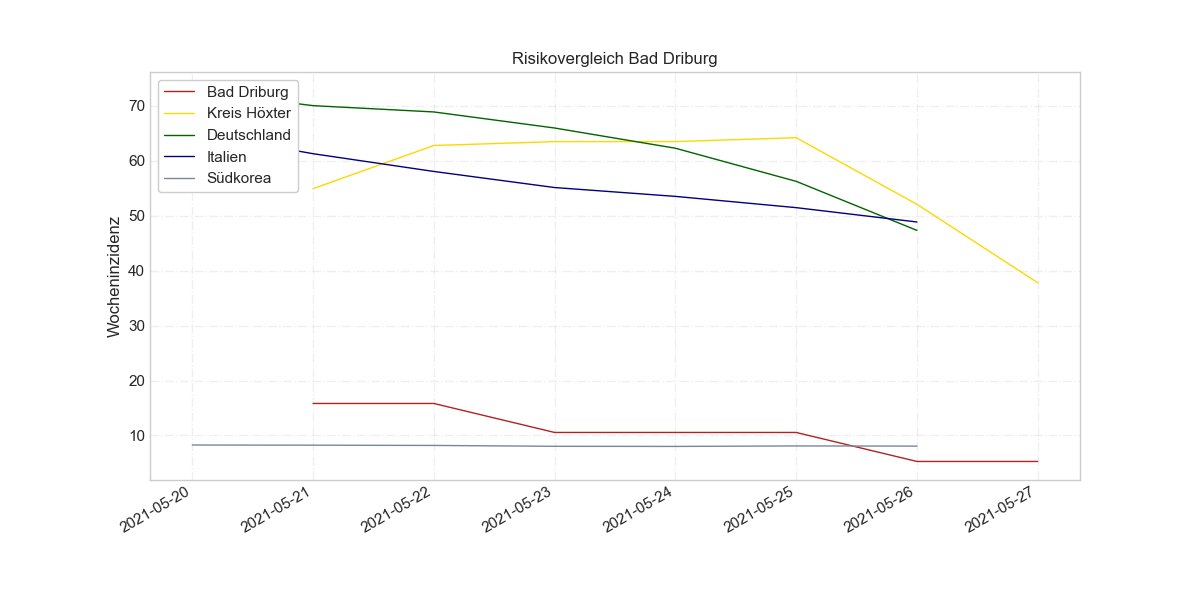 Risikovergleich Bad Driburg
Bad Driburg
Kreis Höxter
Deutschland
Italien
Südkorea
Wocheninzidenz
70
60
50
40
30
20
10
2021-05-20
2021-05-21
2021-05-22
2021-05-23
2021-05-24
2021-05-25
2021-05-26
2021-05-27